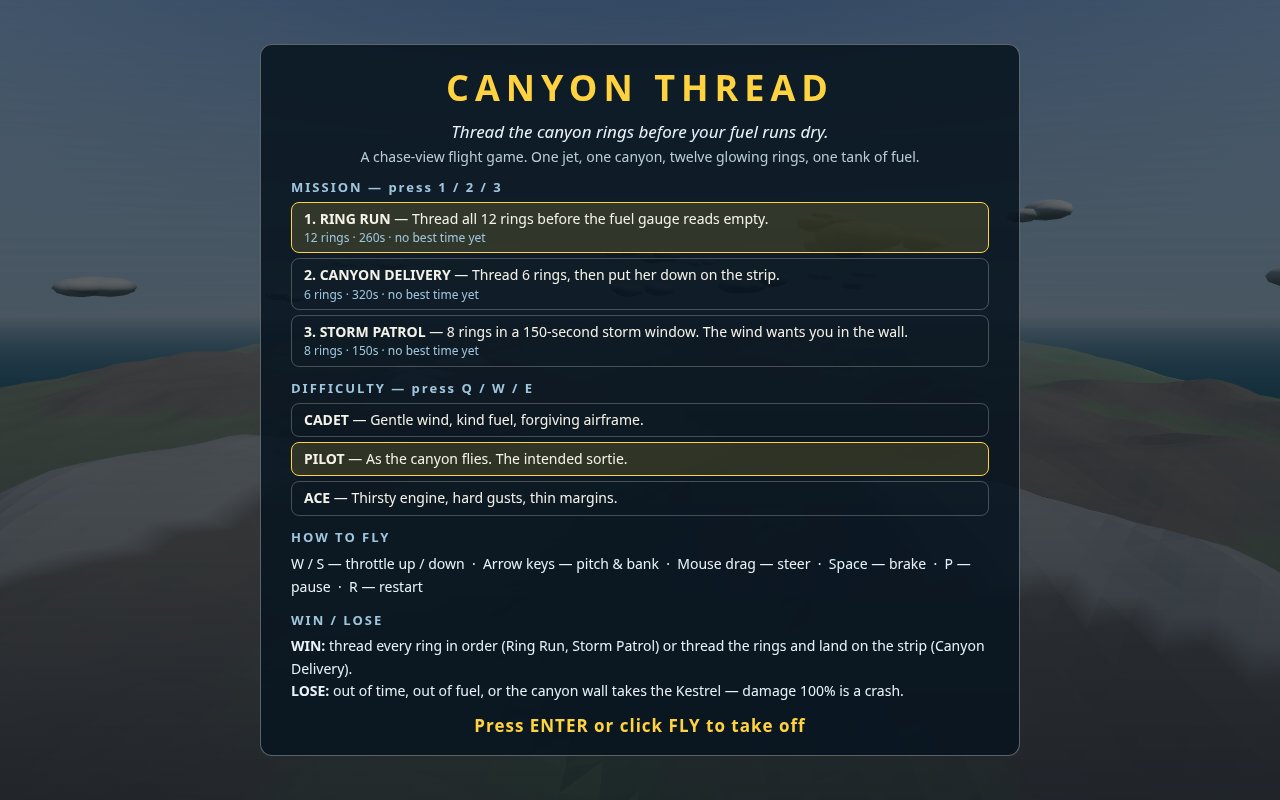 CANYON THREAD
Thread the canyon rings before your fuel runs dry.
A chase-view flight game. One jet, one canyon, twelve glowing rings, one tank of fuel.
MISSION — press 1 / 2 / 3
1. RING RUN — Thread all 12 rings before the fuel gauge reads empty.
12 rings · 260s · no best time yet
2. CANYON DELIVERY — Thread 6 rings, then put her down on the strip.
6 rings · 320s · no best time yet
3. STORM PATROL — 8 rings in a 150-second storm window. The wind wants you in the wall.
8 rings · 150s · no best time yet
DIFFICULTY — press Q / W / E
CADET — Gentle wind, kind fuel, forgiving airframe.
PILOT — As the canyon flies. The intended sortie.
ACE — Thirsty engine, hard gusts, thin margins.
HOW TO FLY
W / S — throttle up / down · Arrow keys — pitch & bank · Mouse drag — steer · Space — brake · P —
pause · R — restart
WIN / LOSE
WIN: thread every ring in order (Ring Run, Storm Patrol) or thread the rings and land on the strip (Canyon
Delivery).
LOSE: out of time, out of fuel, or the canyon wall takes the Kestrel — damage 100% is a crash.
Press ENTER or click FLY to take off